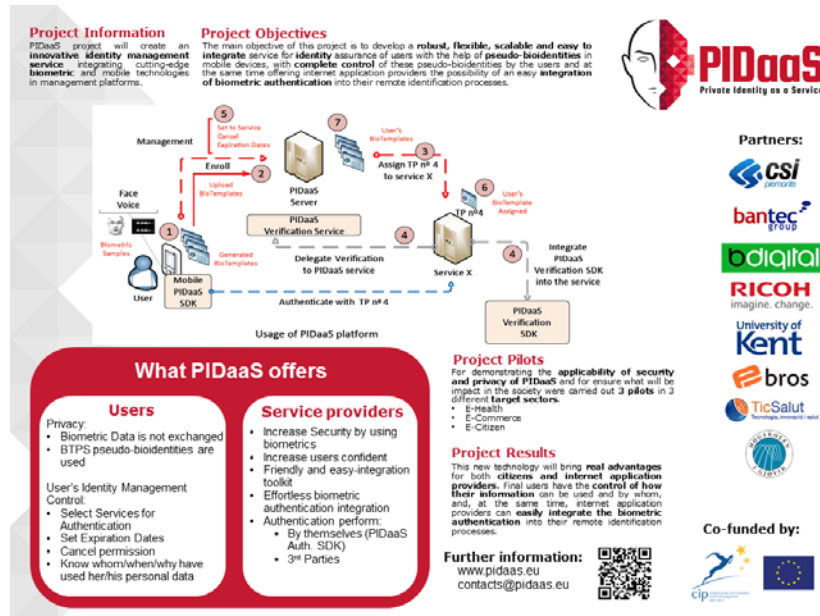 Project Information
PIDaaS project will create an
innovative identity management
service integrating cutting-edge
biometric and mobile technologies
in management platforms.
Project Objectives
The main objective of this project is to develop a robust, flexible, scalable and easy to
integrate service for identity assurance of users with the help of pseudo-bioidentities in
mobile devices, with complete control of these pseudo-bioidentities by the users and at
the same time offering internet application providers the possibility of an easy integration
of biometric authentication into their remote identification processes.
PIDaaS
Private Identity as a Service
Management
5
Set to Service
Cancel
Expiration Dates
Enroll
2
Upload
BioTemplates
7
User's
BioTemplates
PIDaaS
Server
3
Assign TP nº 4
to service X
6
User's
BioTemplate
Assigned
TP nº4
Face
Voice
Biometric
Samples
1
Generated
BioTemplates
User
Mobile
PIDaaS
SDK
PIDaaS
Verification Service
4
Delegate Verification
to PIDaaS service
Service X
4
Integrate
PIDaaS
Verification SDK
into the service
Authenticate with TP nº 4
PIDaaS
Verification
SDK
Usage of PIDaaS platform
What PIDaaS offers
Users
Privacy:
• Biometric Data is not exchanged
• BTPS pseudo-bioidentities are
used
User's Identity Management
Control:
• Select Services for
Authentication
• Set Expiration Dates
• Cancel permission
• Know whom/when/why have
used her/his personal data
Service providers
• Increase Security by using
biometrics
• Increase users confident
• Friendly and easy-integration
toolkit
• Effortless biometric
authentication integration
• Authentication perform:
• By themselves (PIDaaS
Auth. SDK)
• 3rd Parties
Project Pilots
For demonstrating the applicability of security
and privacy of PIDaaS and for ensure what will be
impact in the society were carried out 3 pilots in 3
different target sectors.
• E-Health
• E-Commerce
• E-Citizen
Project Results
This new technology will bring real advantages
for both citizens and internet application
providers. Final users have the control of how
their information can be used and by whom,
and, at the same time, internet application
providers can easily integrate the biometric
authentication into their remote identification
processes.
Further information:
www.pidaas.eu
contacts@pidaas.eu
Partners:
csi
piemonte
bantec
group
bdigital
RICOH
imagine. change.
University of
Kent
bros
TicSalut
Tecnologia, innovació i salut
Co-funded by:
cip